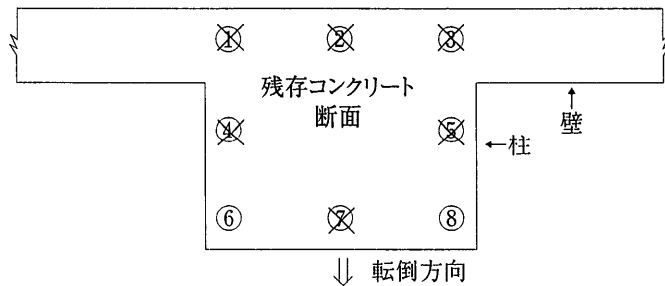 ① ② ③
残存コンクリート
断面
④ ⑤
←柱
壁
⑥ ⑦ ⑧
転倒方向